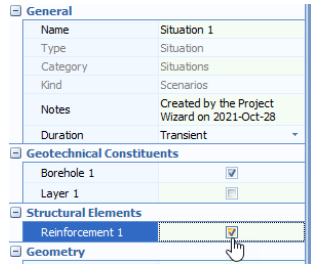 General
Name Situation 1
Type Situation
Category Situations
Kind Scenarios
Notes Created by the Project
Wizard on 2021-Oct-28
Duration Transient
Geotechnical Constituents
Borehole 1
Layer 1
Structural Elements
Reinforcement 1
Geometry